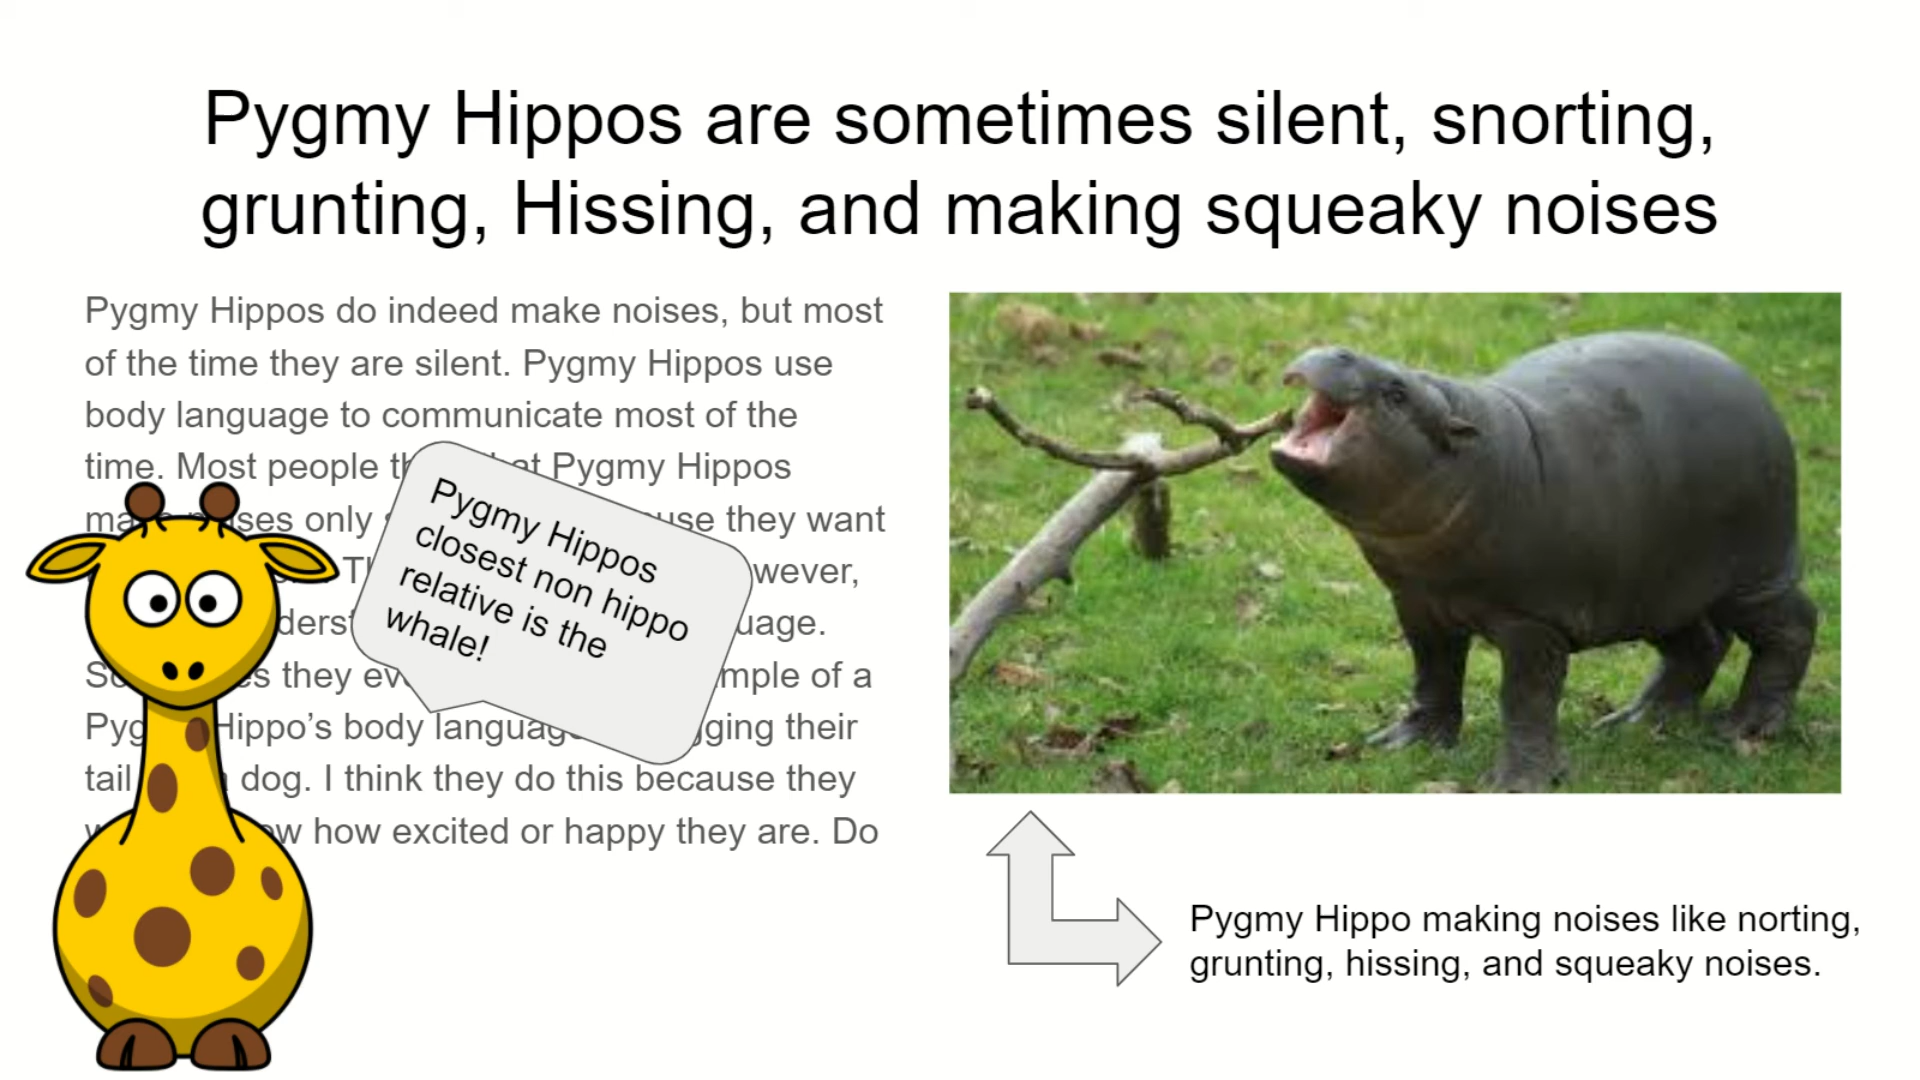 Pygmy Hippos are sometimes silent, snorting,
grunting, Hissing, and making squeaky noises
Pygmy Hippos do indeed make noises, but most
of the time they are silent. Pygmy Hippos use
body language to communicate most of the
time. Most people Pygmy Hippos
only they want
they of a
Hippo’s body their
tail dog. I think they do this because they
how excited or happy they are. Do
Pygmy Hippos
closest non hippo
relative is the
whale!
Pygmy Hippo making noises like norting,
grunting, hissing, and squeaky noises.